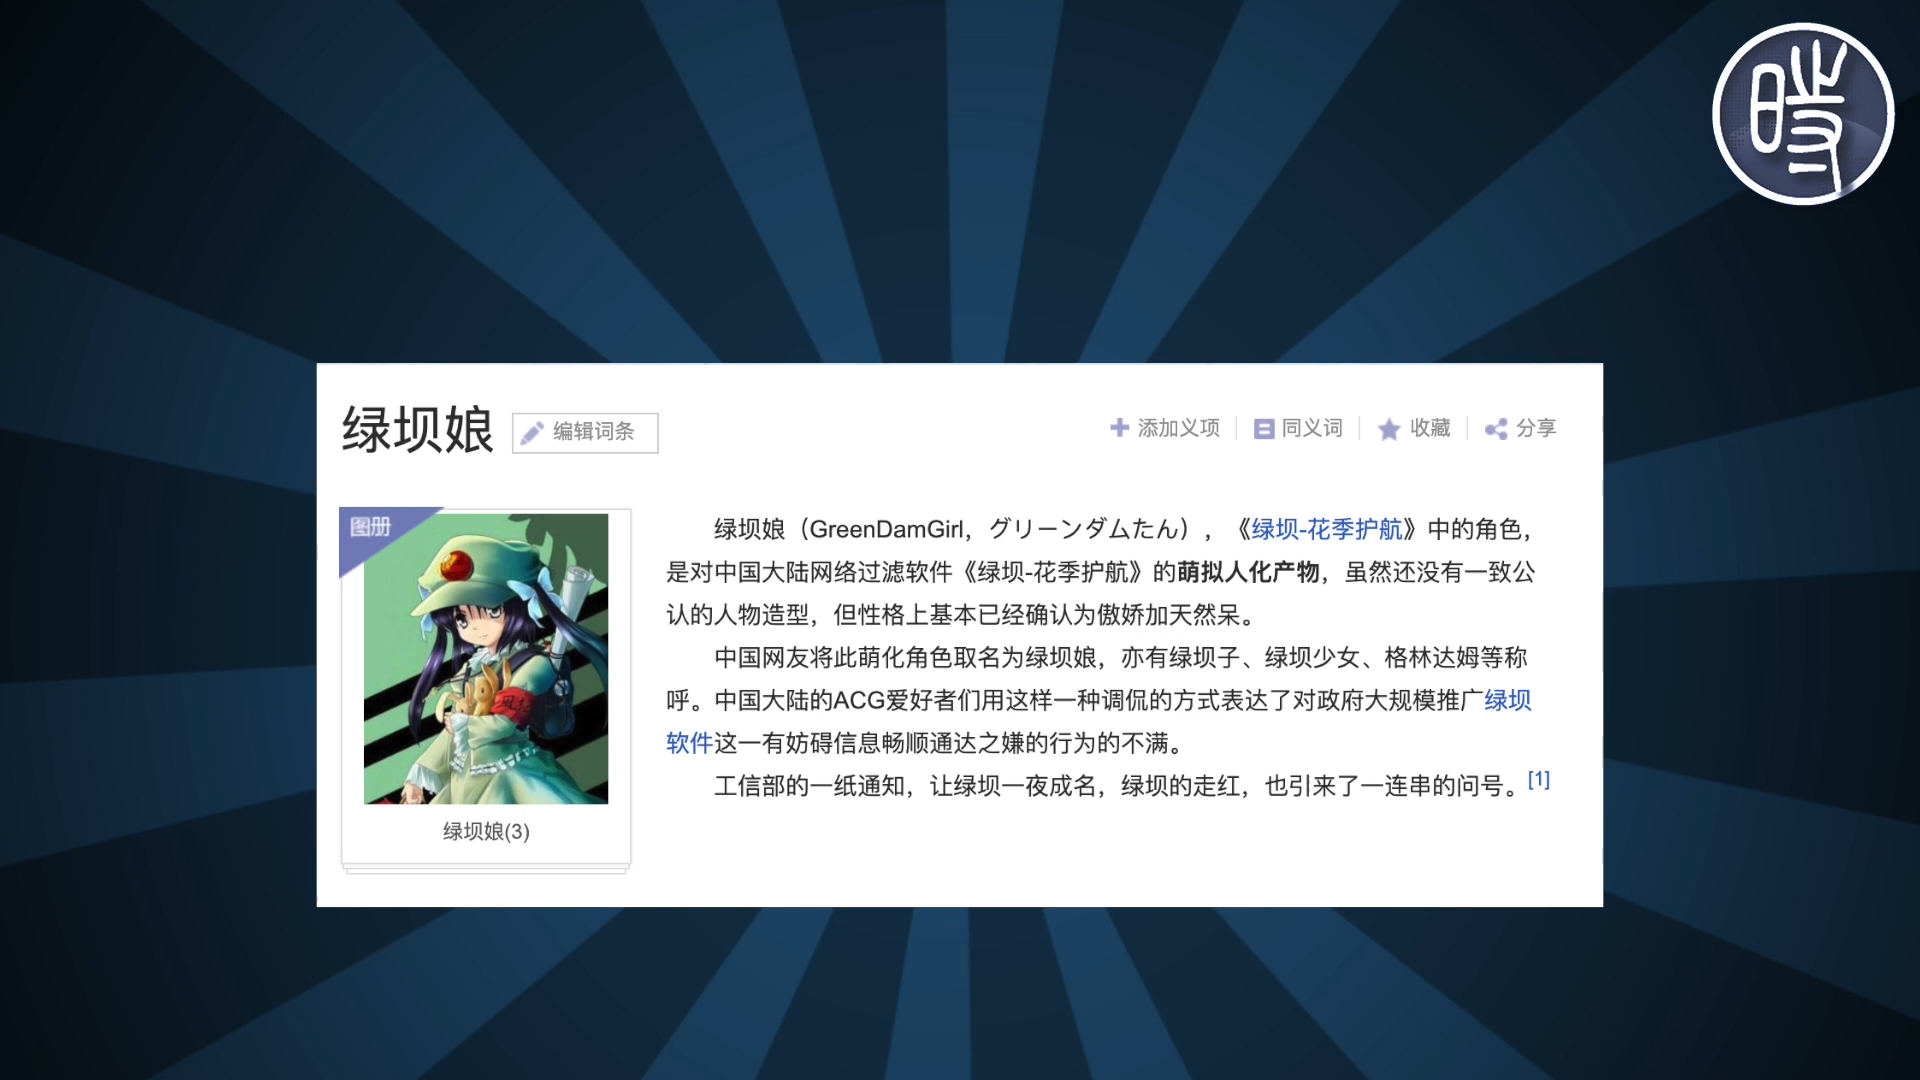 時
绿坝娘
编辑词条
添加义项
同义词
收藏
分享
图册
风纪
绿坝娘(3)
绿坝娘（GreenDamGirl，グリーンダムたん），《绿坝-花季护航》中的角色，
是对中国大陆网络过滤软件《绿坝-花季护航》的萌拟人化产物，虽然还没有一致公
认的人物造型，但性格上基本已经确认为傲娇加天然呆。
中国网友将此萌化角色取名为绿坝娘，亦有绿坝子、绿坝少女、格林达姆等称
呼。中国大陆的ACG爱好者们用这样一种调侃的方式表达了对政府大规模推广绿坝
软件这一有妨碍信息畅顺通达之嫌的行为的不满。
工信部的一纸通知，让绿坝一夜成名，绿坝的走红，也引来了一连串的问号。[1]